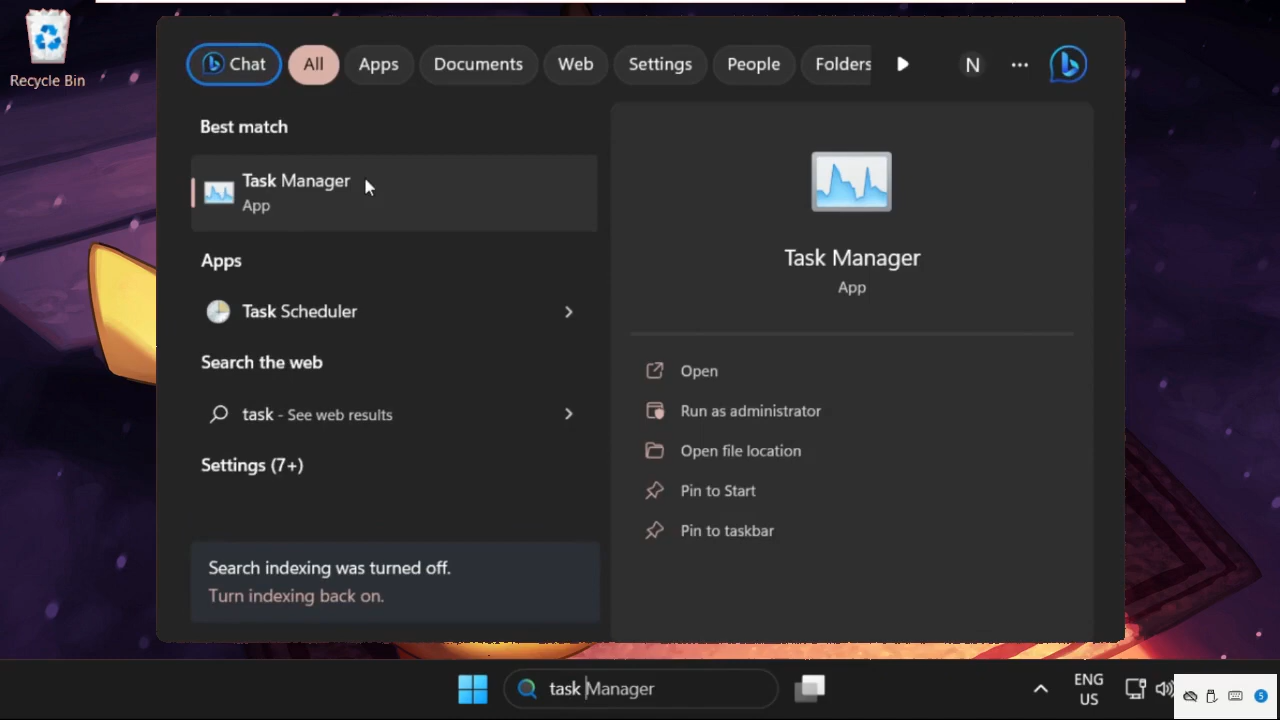 Recycle Bin
Chat
All
Apps
Documents
Web
Settings
People
Folders
N
Best match
Task Manager
App
Apps
Task Scheduler
Search the web
task - See web results
Settings (7+)
Search indexing was turned off.
Turn indexing back on.
Task Manager
App
Open
Run as administrator
Open file location
Pin to Start
Pin to taskbar
task Manager
ENG
US
5